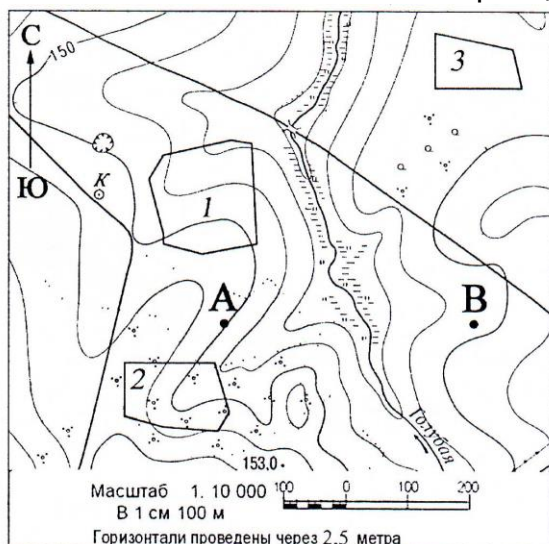 С
150
3
К
Ю
1
А
В
2
Голубая
153.0
Масштаб 1. 10 000 100 0 100 200
В 1 см 100 м
Горизонтали проведены через 2,5 метра